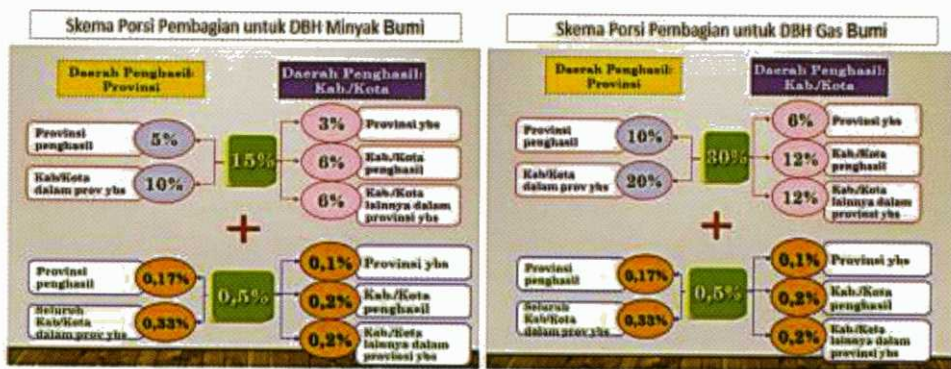 Skema Porsi Pembagian untuk DBH Minyak Bumi
Daerah Penghasil:
Provinsi
Daerah Penghasil:
Kab./Kota
Provinsi
penghasil
5%
Kab/Kota
dalam prov ybs
10%
15%
3%
Provinsi ybs
6%
Kab./Kota
penghasil
6%
Kab./Kota
lainnya dalam
provinsi ybs
+
Provinsi
penghasil
0,17%
Seluruh
Kab/Kota
dalam prov ybs
0,33%
0,5%
0,1%
Provinsi ybs
0,2%
Kab./Kota
penghasil
0,2%
Kab./Kota
lainnya dalam
provinsi ybs
Skema Porsi Pembagian untuk DBH Gas Bumi
Daerah Penghasil:
Provinsi
Daerah Penghasil:
Kab./Kota
Provinsi
penghasil
10%
Kab/Kota
dalam prov ybs
20%
30%
6%
Provinsi ybs
12%
Kab./Kota
penghasil
12%
Kab./Kota
lainnya dalam
provinsi ybs
+
Provinsi
penghasil
0,17%
Seluruh
Kab/Kota
dalam prov ybs
0,33%
0,5%
0,1%
Provinsi ybs
0,2%
Kab./Kota
penghasil
0,2%
Kab./Kota
lainnya dalam
provinsi ybs